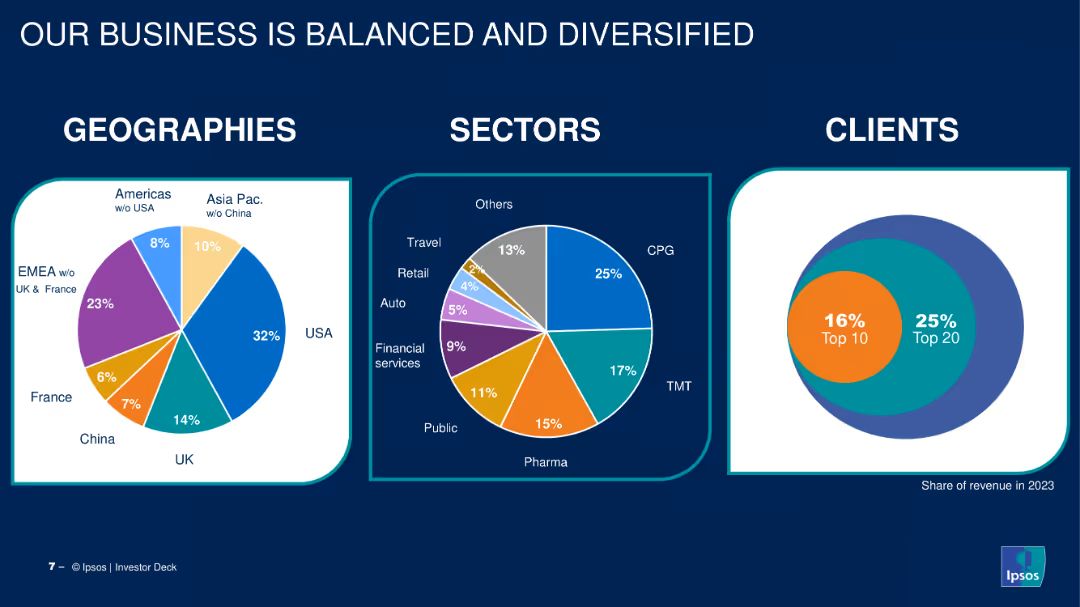 OUR BUSINESS IS BALANCED AND DIVERSIFIED
GEOGRAPHIES
Americas
w/o USA
Asia Pac.
w/o China
8%
10%
EMEA w/o
UK & France
23%
32%
USA
6%
France
7%
14%
China
UK
SECTORS
Others
Travel
13%
CPG
2%
25%
Retail
4%
Auto
5%
Financial
services
9%
17%
TMT
11%
15%
Public
Pharma
CLIENTS
16%
Top 10
25%
Top 20
Share of revenue in 2023
7 – © Ipsos | Investor Deck
Ipsos